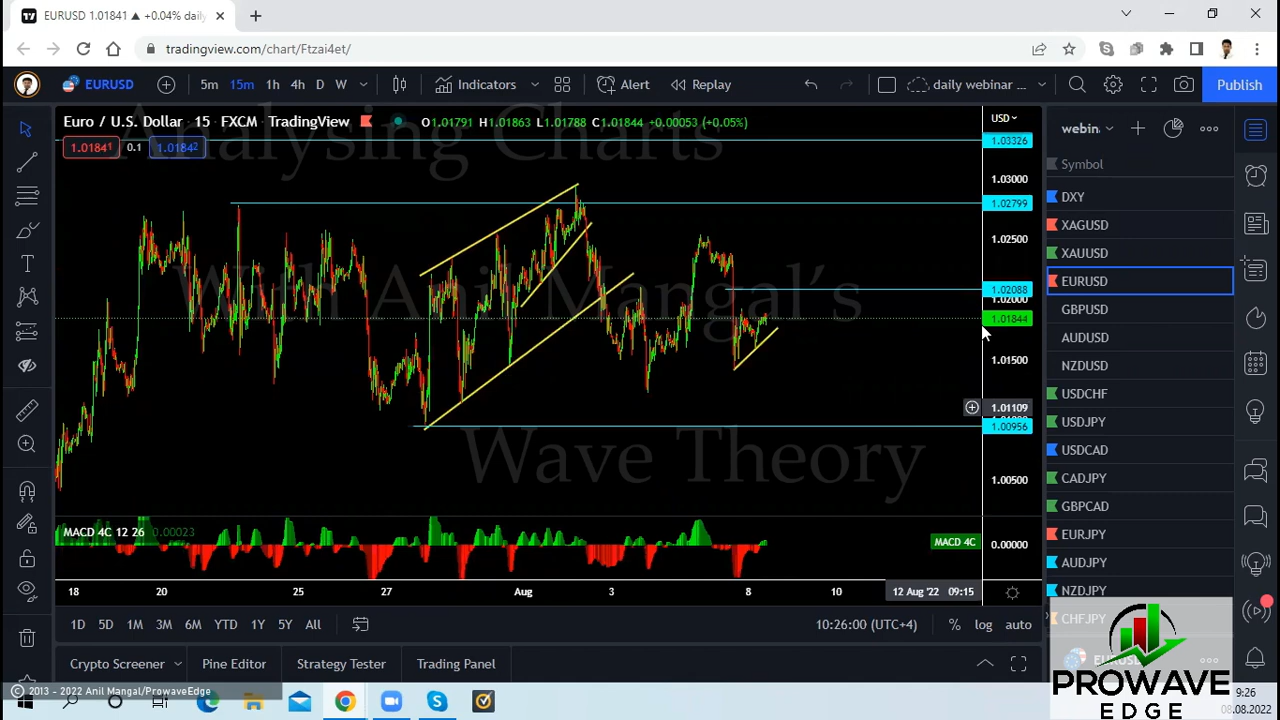 EURUSD 1.01841 ▲ +0.04% daily
tradingview.com/chart/Ftzai4et/
EURUSD 5m 15m 1h 4h D W Indicators Alert Replay daily webinar ... Publish
Analysing Charts
Euro / U.S. Dollar · 15 · FXCM · TradingView O1.01791 H1.01863 L1.01788 C1.01844 +0.00053 (+0.05%)
1.01841 0.1 1.01842
USD
1.03326
1.03000
1.02799
1.02500
1.02088
1.02000
1.01844
1.01500
1.01109
1.00956
1.00500
With Anil Mangal's
Wave Theory
MACD 4C 12 26 0.00023
MACD 4C 0.00000
18 20 25 27 Aug 3 8 10 12 Aug '22 09:15
1D 5D 1M 3M 6M YTD 1Y 5Y All 10:26:00 (UTC+4) % log auto
Crypto Screener Pine Editor Strategy Tester Trading Panel
webin
Symbol
DXY
XAGUSD
XAUUSD
EURUSD
GBPUSD
AUDUSD
NZDUSD
USDCHF
USDJPY
USDCAD
CADJPY
GBPCAD
EURJPY
AUDJPY
NZDJPY
CHFJPY
EURUSD
© 2013 - 2022 Anil Mangal/ProwaveEdge
PROWAVE
EDGE
9:26
08.08.2022